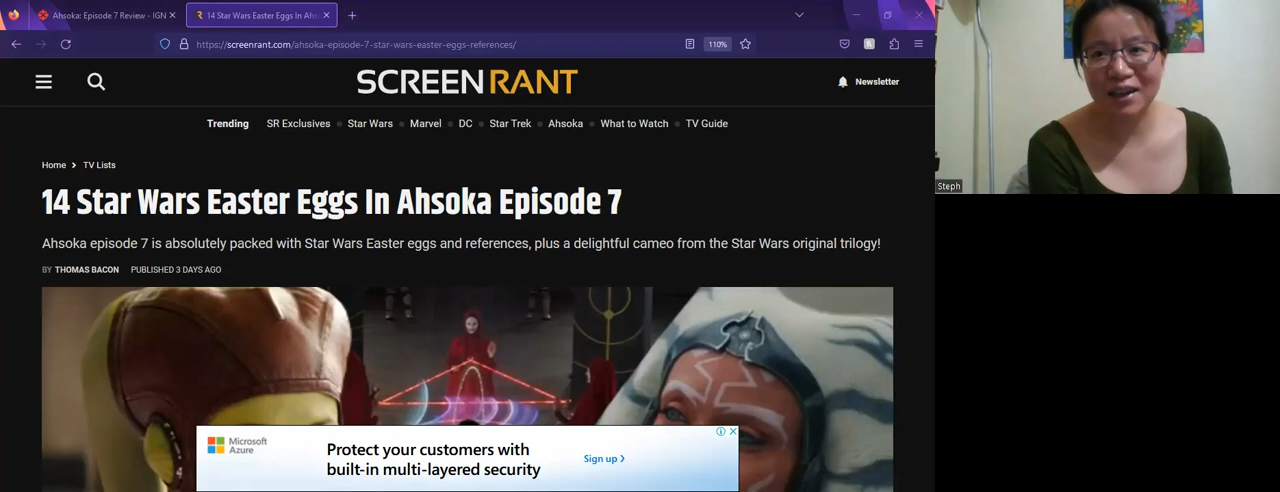 Ahsoka: Episode 7 Review - IGN
14 Star Wars Easter Eggs In Ahs
https://screenrant.com/ahsoka-episode-7-star-wars-easter-eggs-references/
110%
SCREENRANT
Newsletter
Trending SR Exclusives Star Wars Marvel DC Star Trek Ahsoka What to Watch TV Guide
Home > TV Lists
14 Star Wars Easter Eggs In Ahsoka Episode 7
Ahsoka episode 7 is absolutely packed with Star Wars Easter eggs and references, plus a delightful cameo from the Star Wars original trilogy!
BY THOMAS BACON PUBLISHED 3 DAYS AGO
Microsoft
Azure
Protect your customers with
built-in multi-layered security
Sign up >
Steph